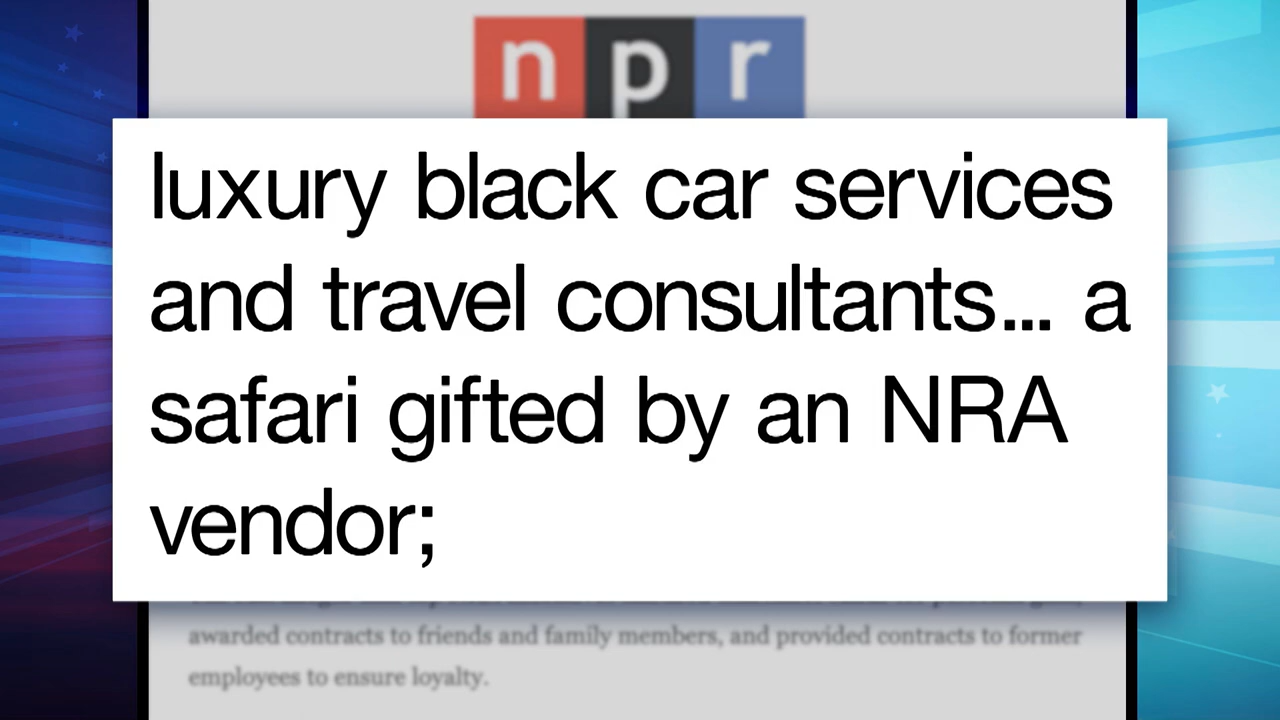 npr
luxury black car services
and travel consultants... a
safari gifted by an NRA
vendor;
awarded contracts to friends and family members, and provided contracts to former
employees to ensure loyalty.